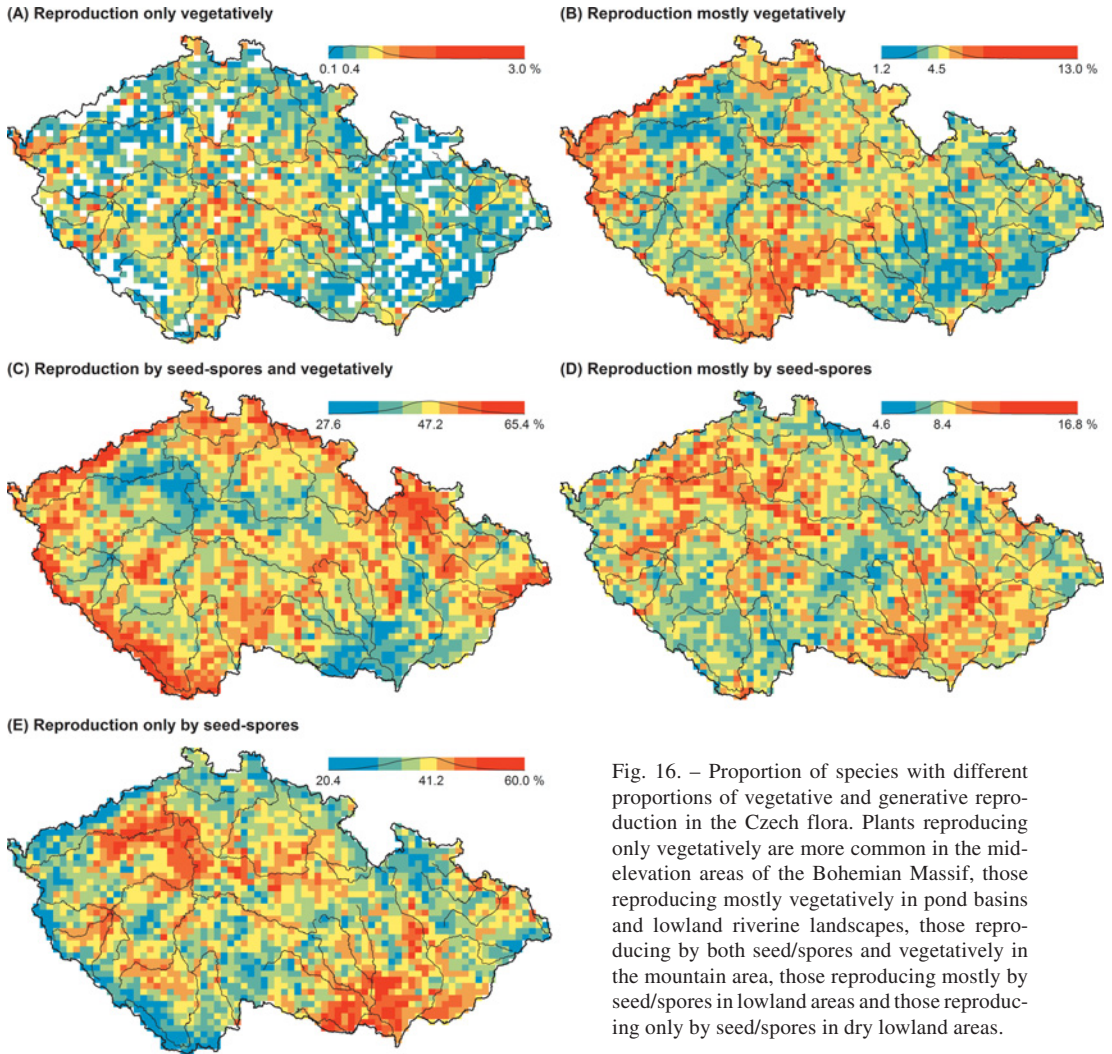 (A) Reproduction only vegetatively
0.1 0.4 3.0 %
(B) Reproduction mostly vegetatively
1.2 4.5 13.0 %
(C) Reproduction by seed-spores and vegetatively
27.6 47.2 65.4 %
(D) Reproduction mostly by seed-spores
4.6 8.4 16.8 %
(E) Reproduction only by seed-spores
20.4 41.2 60.0 %
Fig. 16. – Proportion of species with different
proportions of vegetative and generative repro-
duction in the Czech flora. Plants reproducing
only vegetatively are more common in the mid-
elevation areas of the Bohemian Massif, those
reproducing mostly vegetatively in pond basins
and lowland riverine landscapes, those repro-
ducing by both seed/spores and vegetatively in
the mountain area, those reproducing mostly by
seed/spores in lowland areas and those reproduc-
ing only by seed/spores in dry lowland areas.